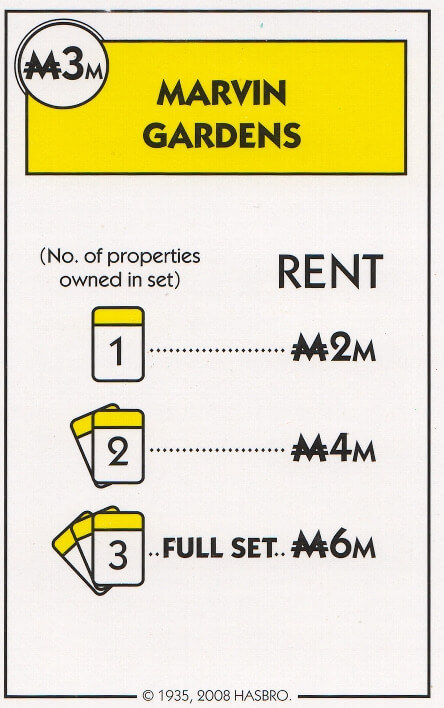 ₩3M
MARVIN
GARDENS
(No. of properties
owned in set)
RENT
1 ..................... ₩2M
2 ..................... ₩4M
3 ..FULL SET.. ₩6M
© 1935, 2008 HASBRO.